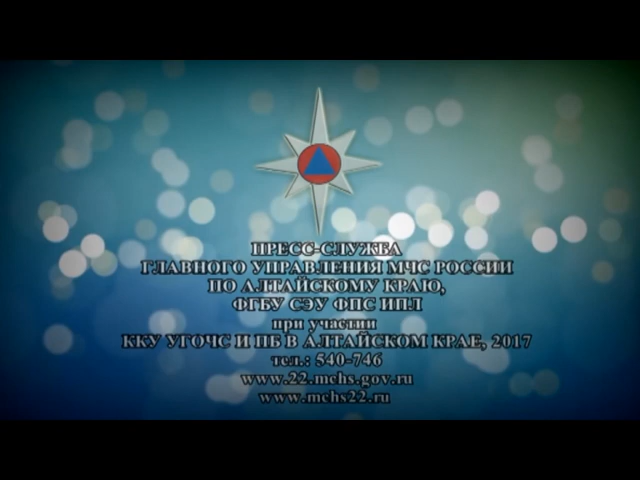 ПРЕСС-СЛУЖБА
ГЛАВНОГО УПРАВЛЕНИЯ МЧС РОССИИ
ПО АЛТАЙСКОМУ КРАЮ,
ФГБУ СЭУ ФПС ИПЛ
при участии
ККУ УГОЧС И ПБ В АЛТАЙСКОМ КРАЕ, 2017
тел.: 540-746
www.22.mchs.gov.ru
www.mchs22.ru